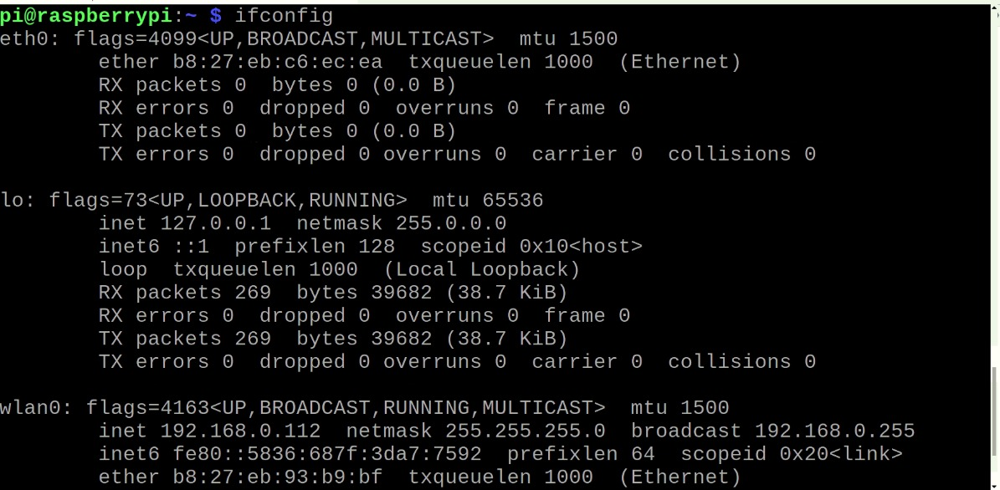 pi@raspberrypi:~ $ ifconfig
eth0: flags=4099<UP,BROADCAST,MULTICAST>  mtu 1500
        ether b8:27:eb:c6:ec:ea  txqueuelen 1000  (Ethernet)
        RX packets 0  bytes 0 (0.0 B)
        RX errors 0  dropped 0  overruns 0  frame 0
        TX packets 0  bytes 0 (0.0 B)
        TX errors 0  dropped 0 overruns 0  carrier 0  collisions 0

lo: flags=73<UP,LOOPBACK,RUNNING>  mtu 65536
        inet 127.0.0.1  netmask 255.0.0.0
        inet6 ::1  prefixlen 128  scopeid 0x10<host>
        loop  txqueuelen 1000  (Local Loopback)
        RX packets 269  bytes 39682 (38.7 KiB)
        RX errors 0  dropped 0  overruns 0  frame 0
        TX packets 269  bytes 39682 (38.7 KiB)
        TX errors 0  dropped 0 overruns 0  carrier 0  collisions 0

wlan0: flags=4163<UP,BROADCAST,RUNNING,MULTICAST>  mtu 1500
        inet 192.168.0.112  netmask 255.255.255.0  broadcast 192.168.0.255
        inet6 fe80::5836:687f:3da7:7592  prefixlen 64  scopeid 0x20<link>
        ether b8:27:eb:93:b9:bf  txqueuelen 1000  (Ethernet)